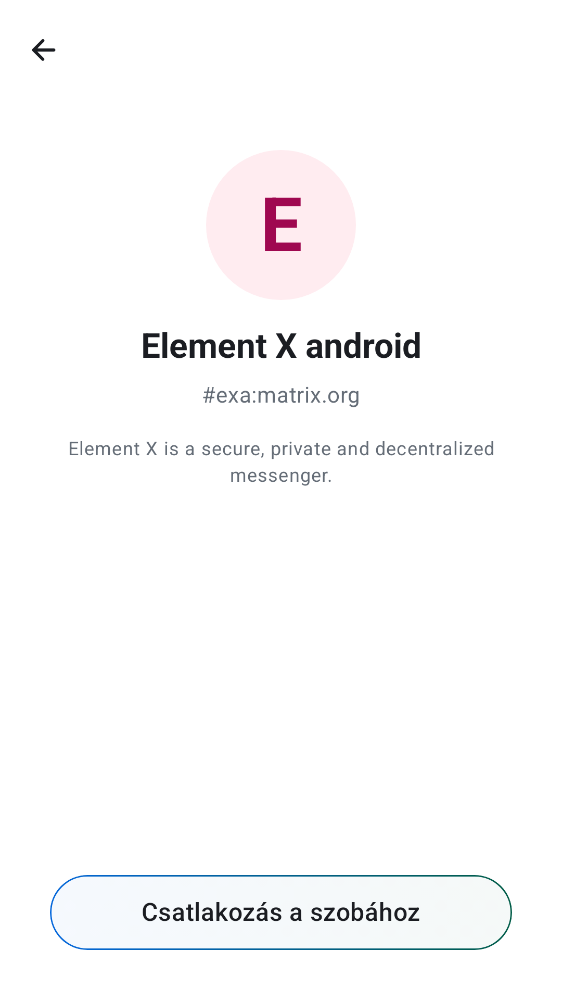 E
Element X android
#exa:matrix.org
Element X is a secure, private and decentralized
messenger.
Csatlakozás a szobához